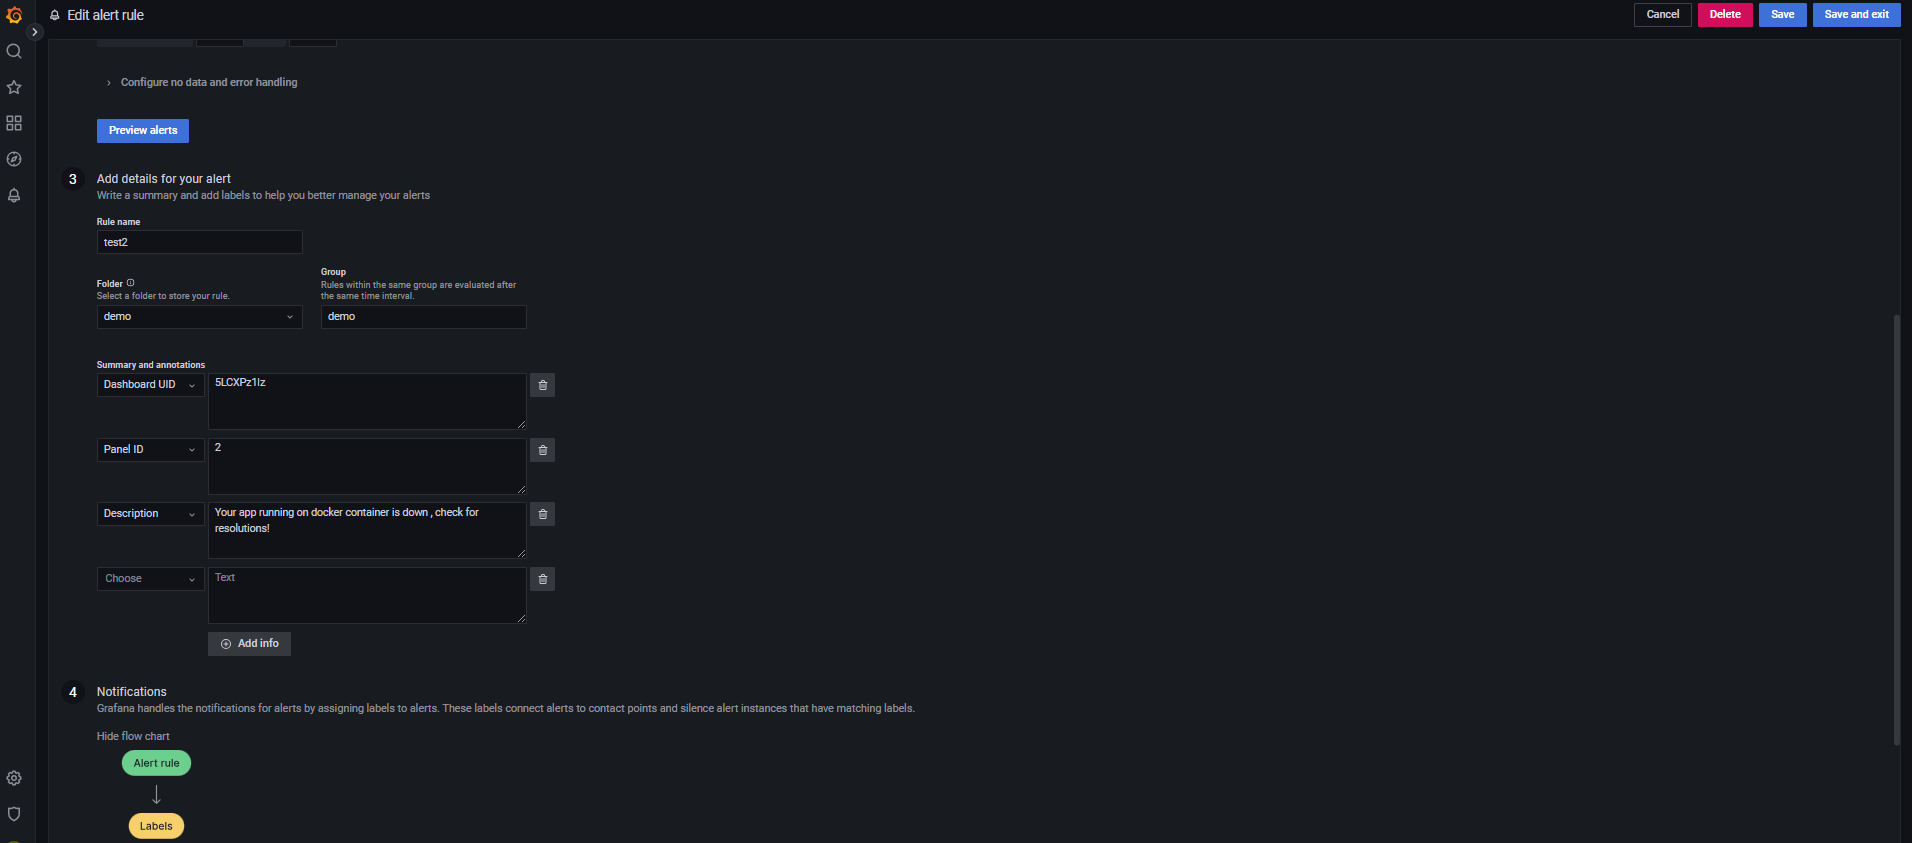 Edit alert rule
Cancel
Delete
Save
Save and exit
Configure no data and error handling
Preview alerts
3
Add details for your alert
Write a summary and add labels to help you better manage your alerts
Rule name
test2
Folder
Select a folder to store your rule.
demo
Group
Rules within the same group are evaluated after
the same time interval.
demo
Summary and annotations
Dashboard UID
5LCXPz1Iz
Panel ID
2
Description
Your app running on docker container is down , check for
resolutions!
Choose
Text
Add info
4
Notifications
Grafana handles the notifications for alerts by assigning labels to alerts. These labels connect alerts to contact points and silence alert instances that have matching labels.
Hide flow chart
Alert rule
Labels